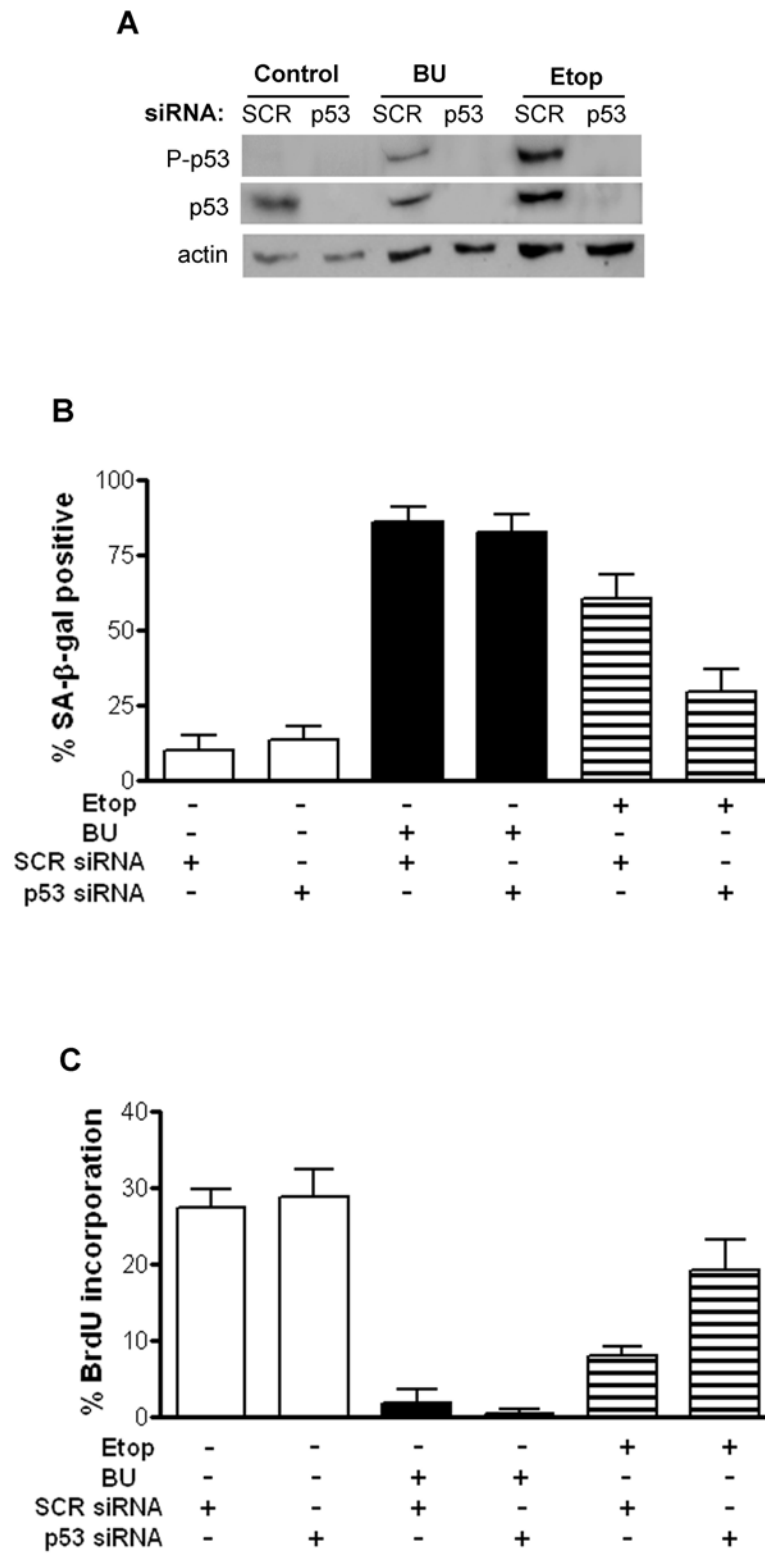 A
Control BU Etop
siRNA: SCR p53 SCR p53 SCR p53
P-p53
p53
actin
B
% SA-β-gal positive
100
75
50
25
0
Etop - - - - + +
BU - - + + - -
SCR siRNA + - + - + -
p53 siRNA - + - + - +
C
% BrdU incorporation
40
30
20
10
0
Etop - - - - + +
BU - - + + - -
SCR siRNA + - + - + -
p53 siRNA - + - + - +